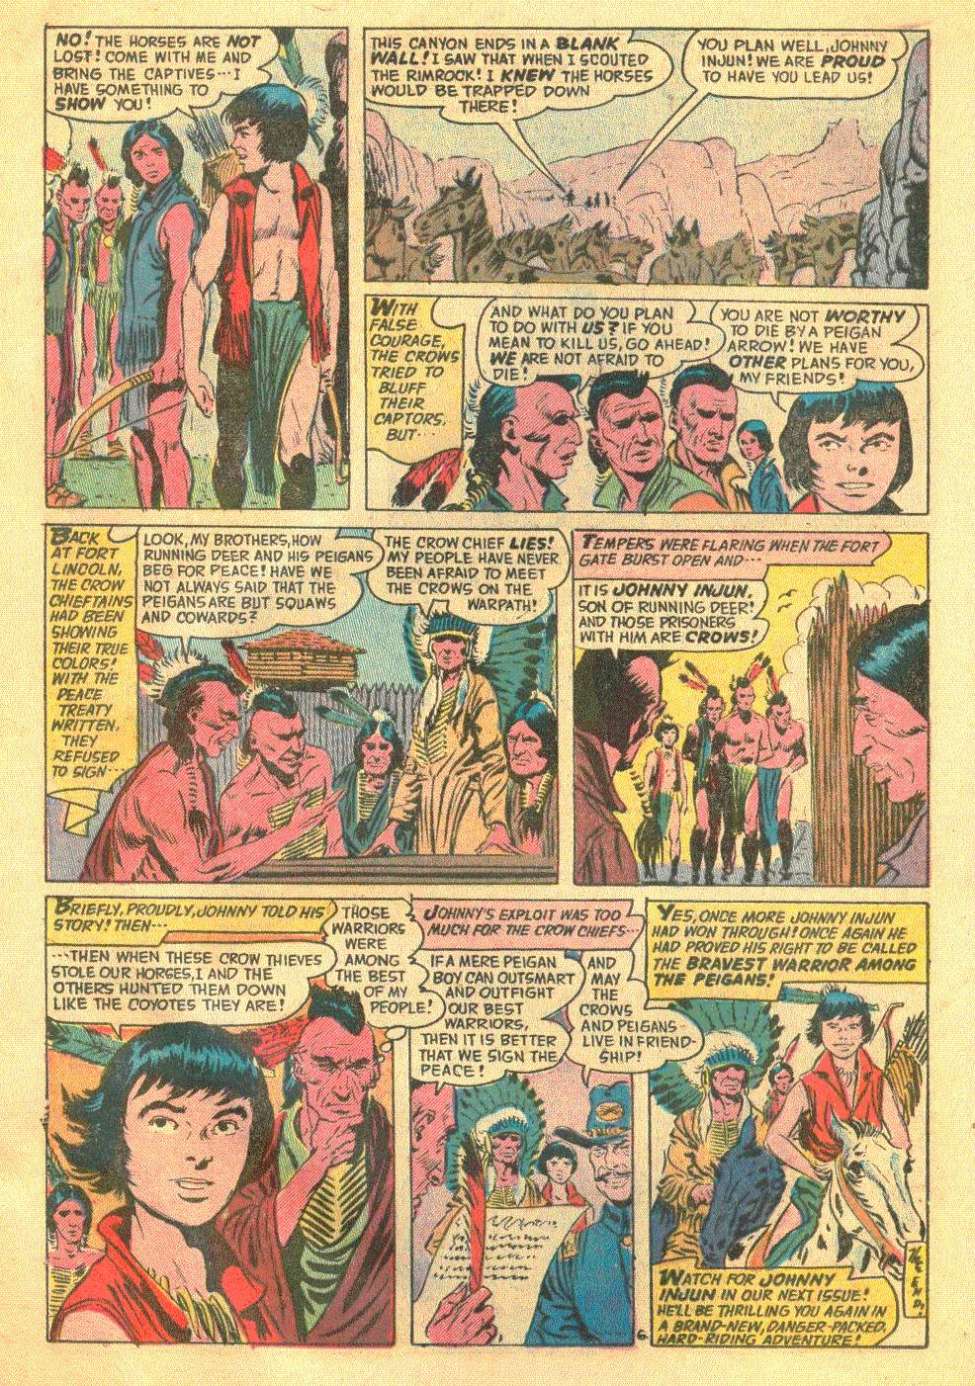 NO! THE HORSES ARE NOT
LOST! COME WITH ME AND
BRING THE CAPTIVES---I
HAVE SOMETHING TO
SHOW YOU!
THIS CANYON ENDS IN A BLANK
WALL! I SAW THAT WHEN I SCOUTED
THE RIMROCK! I KNEW THE HORSES
WOULD BE TRAPPED DOWN
THERE!
YOU PLAN WELL, JOHNNY
INJUN! WE ARE PROUD
TO HAVE YOU LEAD US!
WITH
FALSE
COURAGE,
THE CROWS
TRIED TO
BLUFF
THEIR
CAPTORS,
BUT---
AND WHAT DO YOU PLAN
TO DO WITH US? IF YOU
MEAN TO KILL US, GO AHEAD!
WE ARE NOT AFRAID TO
DIE!
YOU ARE NOT WORTHY
TO DIE BY A PEIGAN
ARROW! WE HAVE
OTHER PLANS FOR YOU,
MY FRIENDS!
BACK
AT FORT
LINCOLN,
THE CROW
CHIEFTAINS
HAD BEEN
SHOWING
THEIR TRUE
COLORS!
WITH THE
PEACE
TREATY
WRITTEN,
THEY
REFUSED
TO SIGN---
LOOK, MY BROTHERS, HOW
RUNNING DEER AND HIS PEIGANS
BEG FOR PEACE! HAVE WE
NOT ALWAYS SAID THAT THE
PEIGANS ARE BUT SQUAWS
AND COWARDS?
THE CROW CHIEF LIES!
MY PEOPLE HAVE NEVER
BEEN AFRAID TO MEET
THE CROWS ON THE
WARPATH!
TEMPERS WERE FLARING WHEN THE FORT
GATE BURST OPEN AND---
IT IS JOHNNY INJUN,
SON OF RUNNING DEER!
AND THOSE PRISONERS
WITH HIM ARE CROWS!
BRIEFLY, PROUDLY, JOHNNY TOLD HIS
STORY! THEN---
---THEN WHEN THESE CROW THIEVES
STOLE OUR HORSES, I AND THE
OTHERS HUNTED THEM DOWN
LIKE THE COYOTES THEY ARE!
THOSE
WARRIORS
WERE
AMONG
THE BEST
OF MY
PEOPLE!
JOHNNY'S EXPLOIT WAS TOO
MUCH FOR THE CROW CHIEFS---
IF A MERE PEIGAN
BOY CAN OUTSMART
AND OUTFIGHT
OUR BEST
WARRIORS,
THEN IT IS BETTER
THAT WE SIGN THE
PEACE!
AND
MAY
THE
CROWS
AND PEIGANS
LIVE IN FRIEND-
SHIP!
YES, ONCE MORE JOHNNY INJUN
HAD WON THROUGH! ONCE AGAIN HE
HAD PROVED HIS RIGHT TO BE CALLED
THE BRAVEST WARRIOR AMONG
THE PEIGANS!
WATCH FOR JOHNNY
INJUN IN OUR NEXT ISSUE!
HE'LL BE THRILLING YOU AGAIN IN
A BRAND-NEW, DANGER-PACKED,
HARD-RIDING ADVENTURE!
THE END!
6